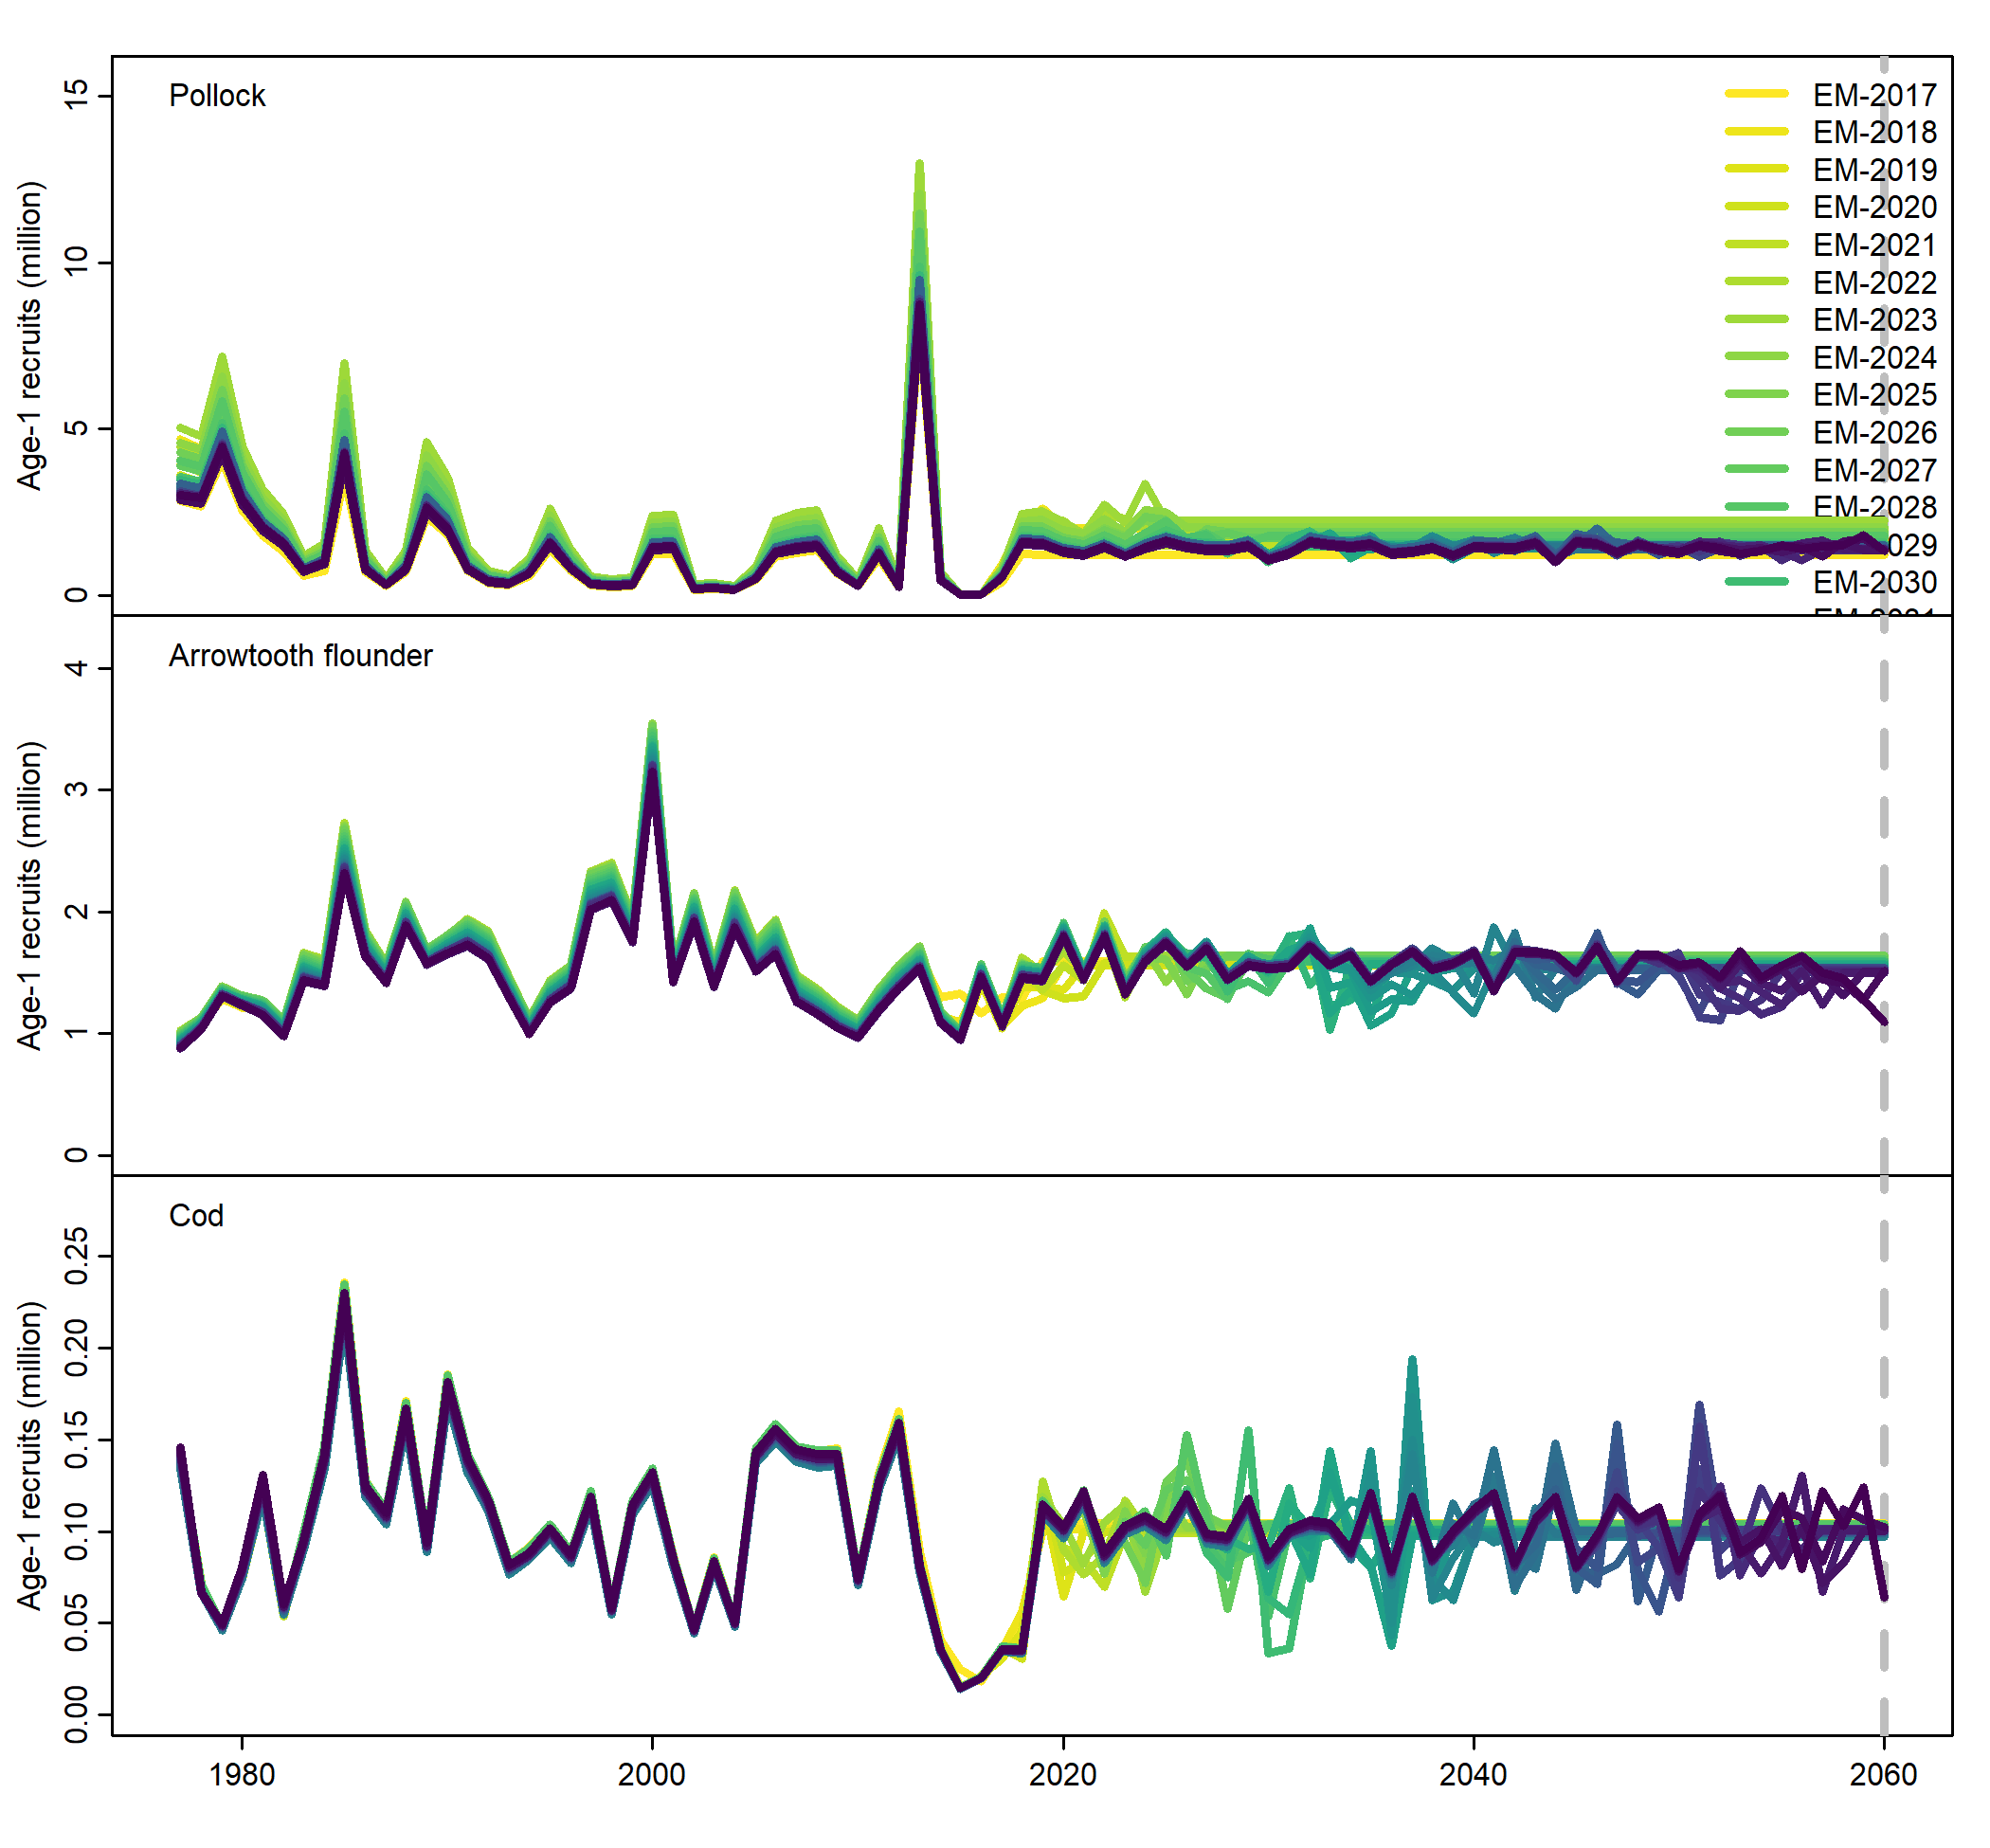 Pollock
15
10
5
0
Age-1 recruits (million)
EM-2017
EM-2018
EM-2019
EM-2020
EM-2021
EM-2022
EM-2023
EM-2024
EM-2025
EM-2026
EM-2027
EM-2028
029
EM-2030
Arrowtooth flounder
4
3
2
1
0
Age-1 recruits (million)
Cod
0.25
0.20
0.15
0.10
0.05
0.00
Age-1 recruits (million)
1980 2000 2020 2040 2060